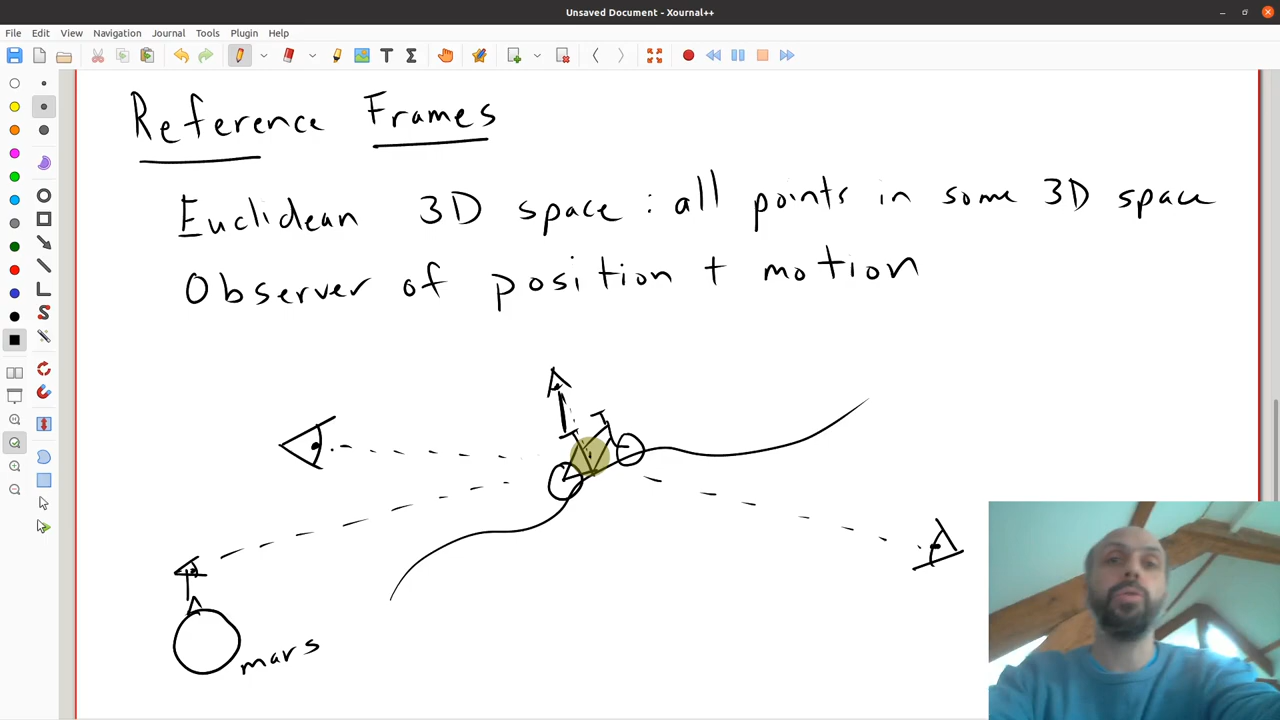 Unsaved Document - Xournal++
File Edit View Navigation Journal Tools Plugin Help
Reference Frames
Euclidean 3D space : all points in some 3D space
Observer of position + motion
mars